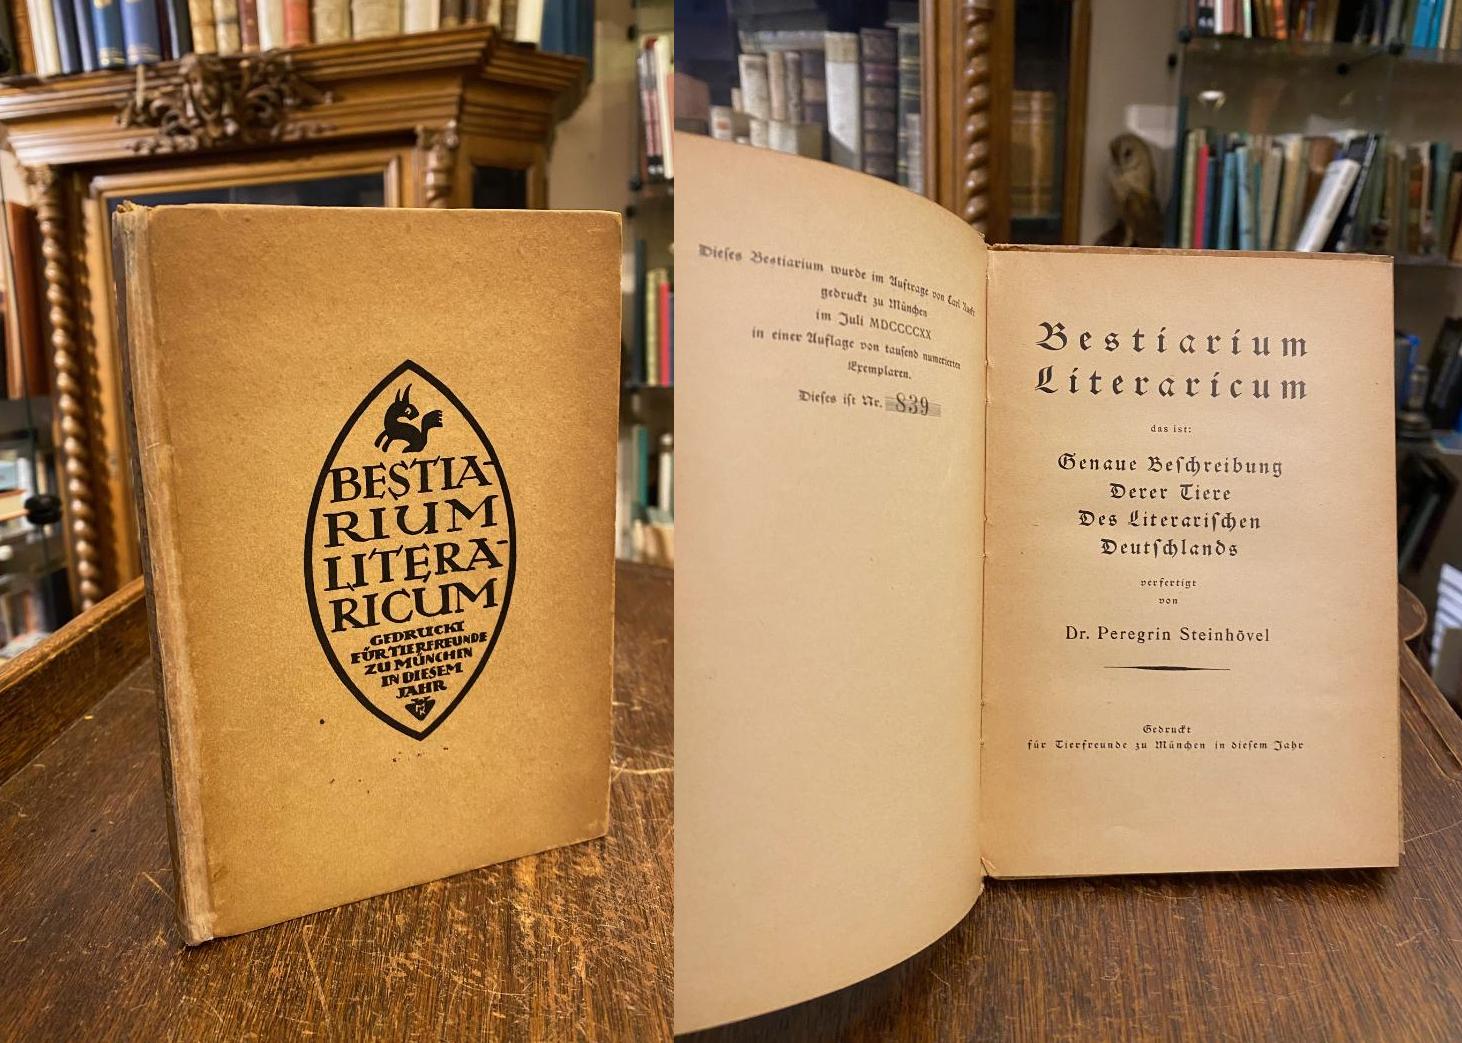 BESTIA-
RIUM
LITERA-
RICUM
GEDRUCKT
FÜR TIERFREUNDE
ZU MÜNCHEN
IN DIESEM
JAHR
Dieses Bestiarium wurde im Auftrage von Carl
gedruckt zu München
im Juli MDCCCCXX
in einer Auflage von tausend numerierten
Exemplaren.
Dieses ist Nr. 839
Bestiarium
Literaricum
das ist:
Genaue Beschreibung
Derer Tiere
Des Literarischen
Deutschlands
verfertigt
von
Dr. Peregrin Steinhövel
Gedruckt
für Tierfreunde zu München in diesem Jahr